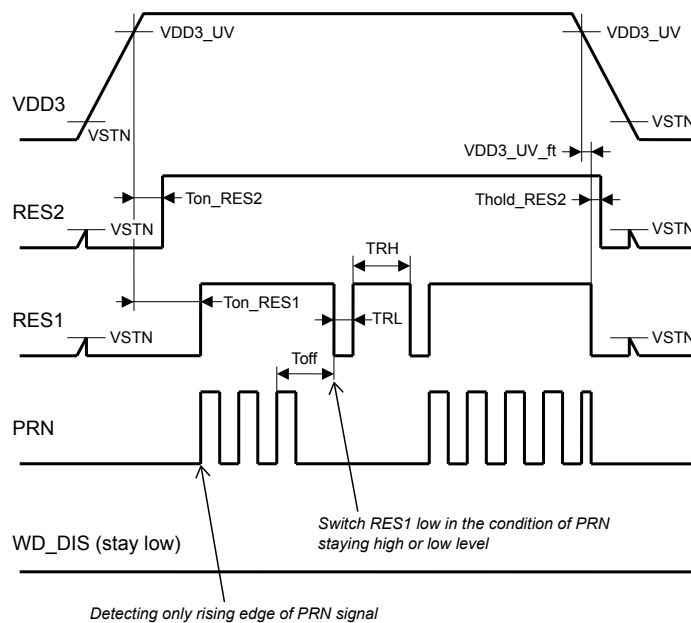 VDD3_UV
VDD3_UV
VDD3
VSTN
VSTN
VDD3_UV_ft
Ton_RES2
Thold_RES2
RES2
VSTN
VSTN
TRH
RES1
Ton_RES1
TRL
VSTN
VSTN
Toff
PRN
Switch RES1 low in the condition of PRN
staying high or low level
WD_DIS (stay low)
Detecting only rising edge of PRN signal